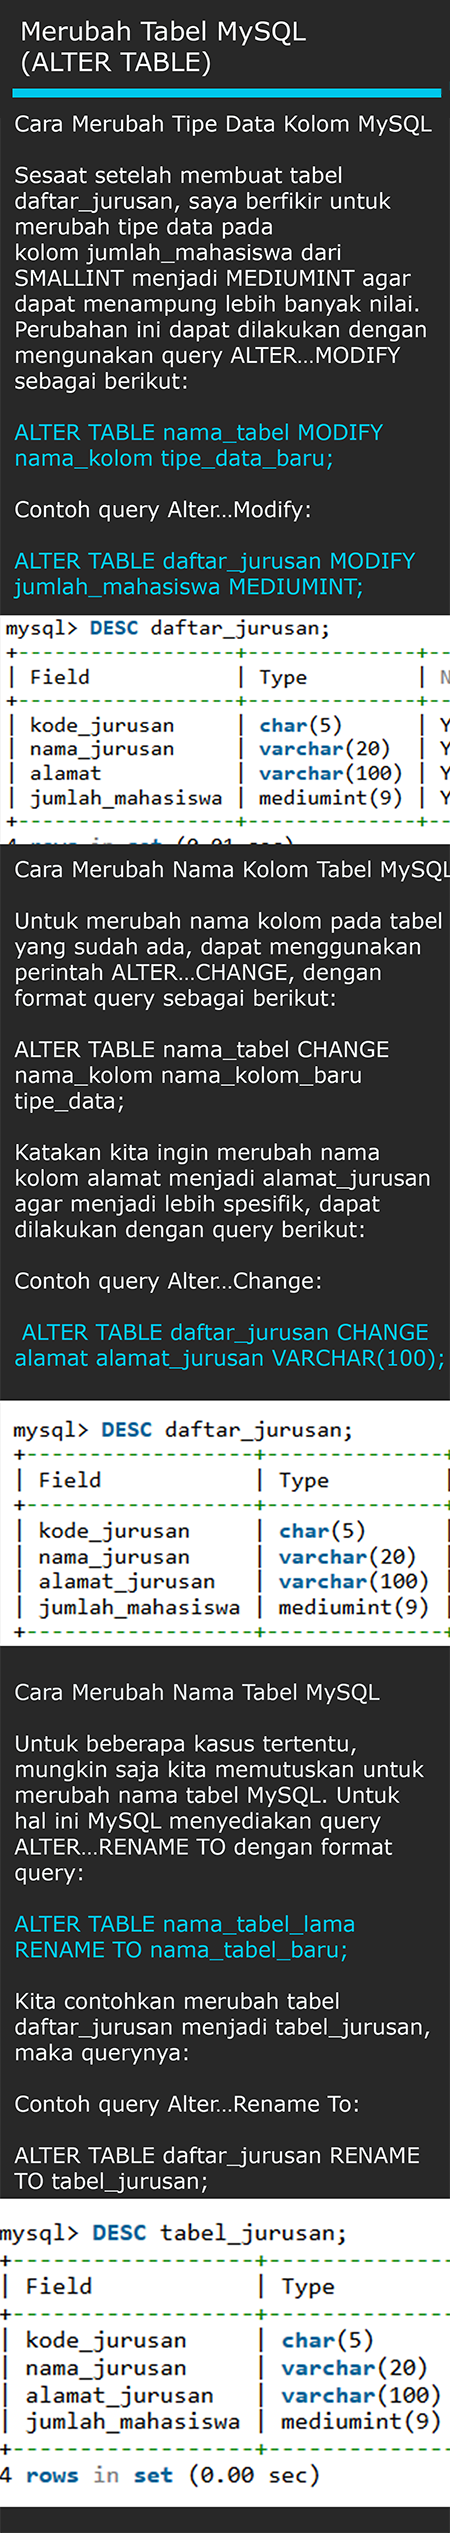 Merubah Tabel MySQL
(ALTER TABLE)
Cara Merubah Tipe Data Kolom MySQL
Sesaat setelah membuat tabel
daftar_jurusan, saya berfikir untuk
merubah tipe data pada
kolom jumlah_mahasiswa dari
SMALLINT menjadi MEDIUMINT agar
dapat menampung lebih banyak nilai.
Perubahan ini dapat dilakukan dengan
mengunakan query ALTER…MODIFY
sebagai berikut:
ALTER TABLE nama_tabel MODIFY
nama_kolom tipe_data_baru;
Contoh query Alter…Modify:
ALTER TABLE daftar_jurusan MODIFY
jumlah_mahasiswa MEDIUMINT;
mysql> DESC daftar_jurusan;
+-----------------+--------------+--
| Field | Type | N
+-----------------+--------------+--
| kode_jurusan | char(5) | Y
| nama_jurusan | varchar(20) | Y
| alamat | varchar(100) | Y
| jumlah_mahasiswa | mediumint(9) | Y
+-----------------+--------------+--
4 rows in set (0.01 sec)
Cara Merubah Nama Kolom Tabel MySQL
Untuk merubah nama kolom pada tabel
yang sudah ada, dapat menggunakan
perintah ALTER…CHANGE, dengan
format query sebagai berikut:
ALTER TABLE nama_tabel CHANGE
nama_kolom nama_kolom_baru
tipe_data;
Katakan kita ingin merubah nama
kolom alamat menjadi alamat_jurusan
agar menjadi lebih spesifik, dapat
dilakukan dengan query berikut:
Contoh query Alter…Change:
ALTER TABLE daftar_jurusan CHANGE
alamat alamat_jurusan VARCHAR(100);
mysql> DESC daftar_jurusan;
+------------------+--------------+
| Field | Type |
+------------------+--------------+
| kode_jurusan | char(5) |
| nama_jurusan | varchar(20) |
| alamat_jurusan | varchar(100) |
| jumlah_mahasiswa | mediumint(9) |
+------------------+--------------+
Cara Merubah Nama Tabel MySQL
Untuk beberapa kasus tertentu,
mungkin saja kita memutuskan untuk
merubah nama tabel MySQL. Untuk
hal ini MySQL menyediakan query
ALTER…RENAME TO dengan format
query:
ALTER TABLE nama_tabel_lama
RENAME TO nama_tabel_baru;
Kita contohkan merubah tabel
daftar_jurusan menjadi tabel_jurusan,
maka querynya:
Contoh query Alter…Rename To:
ALTER TABLE daftar_jurusan RENAME
TO tabel_jurusan;
mysql> DESC tabel_jurusan;
+------------------+-------------
| Field | Type
+------------------+-------------
| kode_jurusan | char(5)
| nama_jurusan | varchar(20)
| alamat_jurusan | varchar(100)
| jumlah_mahasiswa | mediumint(9)
+------------------+-------------
4 rows in set (0.00 sec)